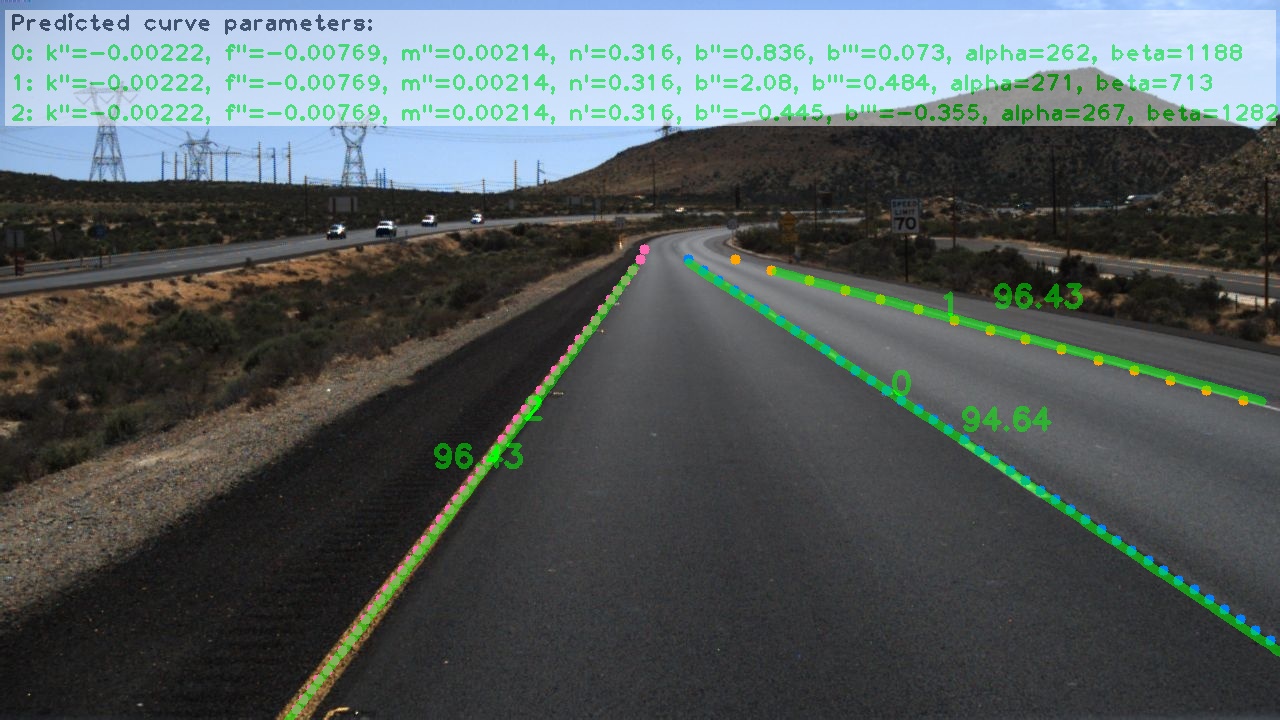 Predicted curve parameters:
0: k"=-0.00222, f"=-0.00769, m"=0.00214, n'=0.316, b"=0.836, b'"=0.073, alpha=262, beta=1188
1: k"=-0.00222, f"=-0.00769, m"=0.00214, n'=0.316, b"=2.08, b'"=0.484, alpha=271, beta=713
2: k"=-0.00222, f"=-0.00769, m"=0.00214, n'=0.316, b"=-0.445, b'"=-0.355, alpha=267, beta=1282
SPEED
LIMIT
70
1 96.43
0
94.64
2
96.43